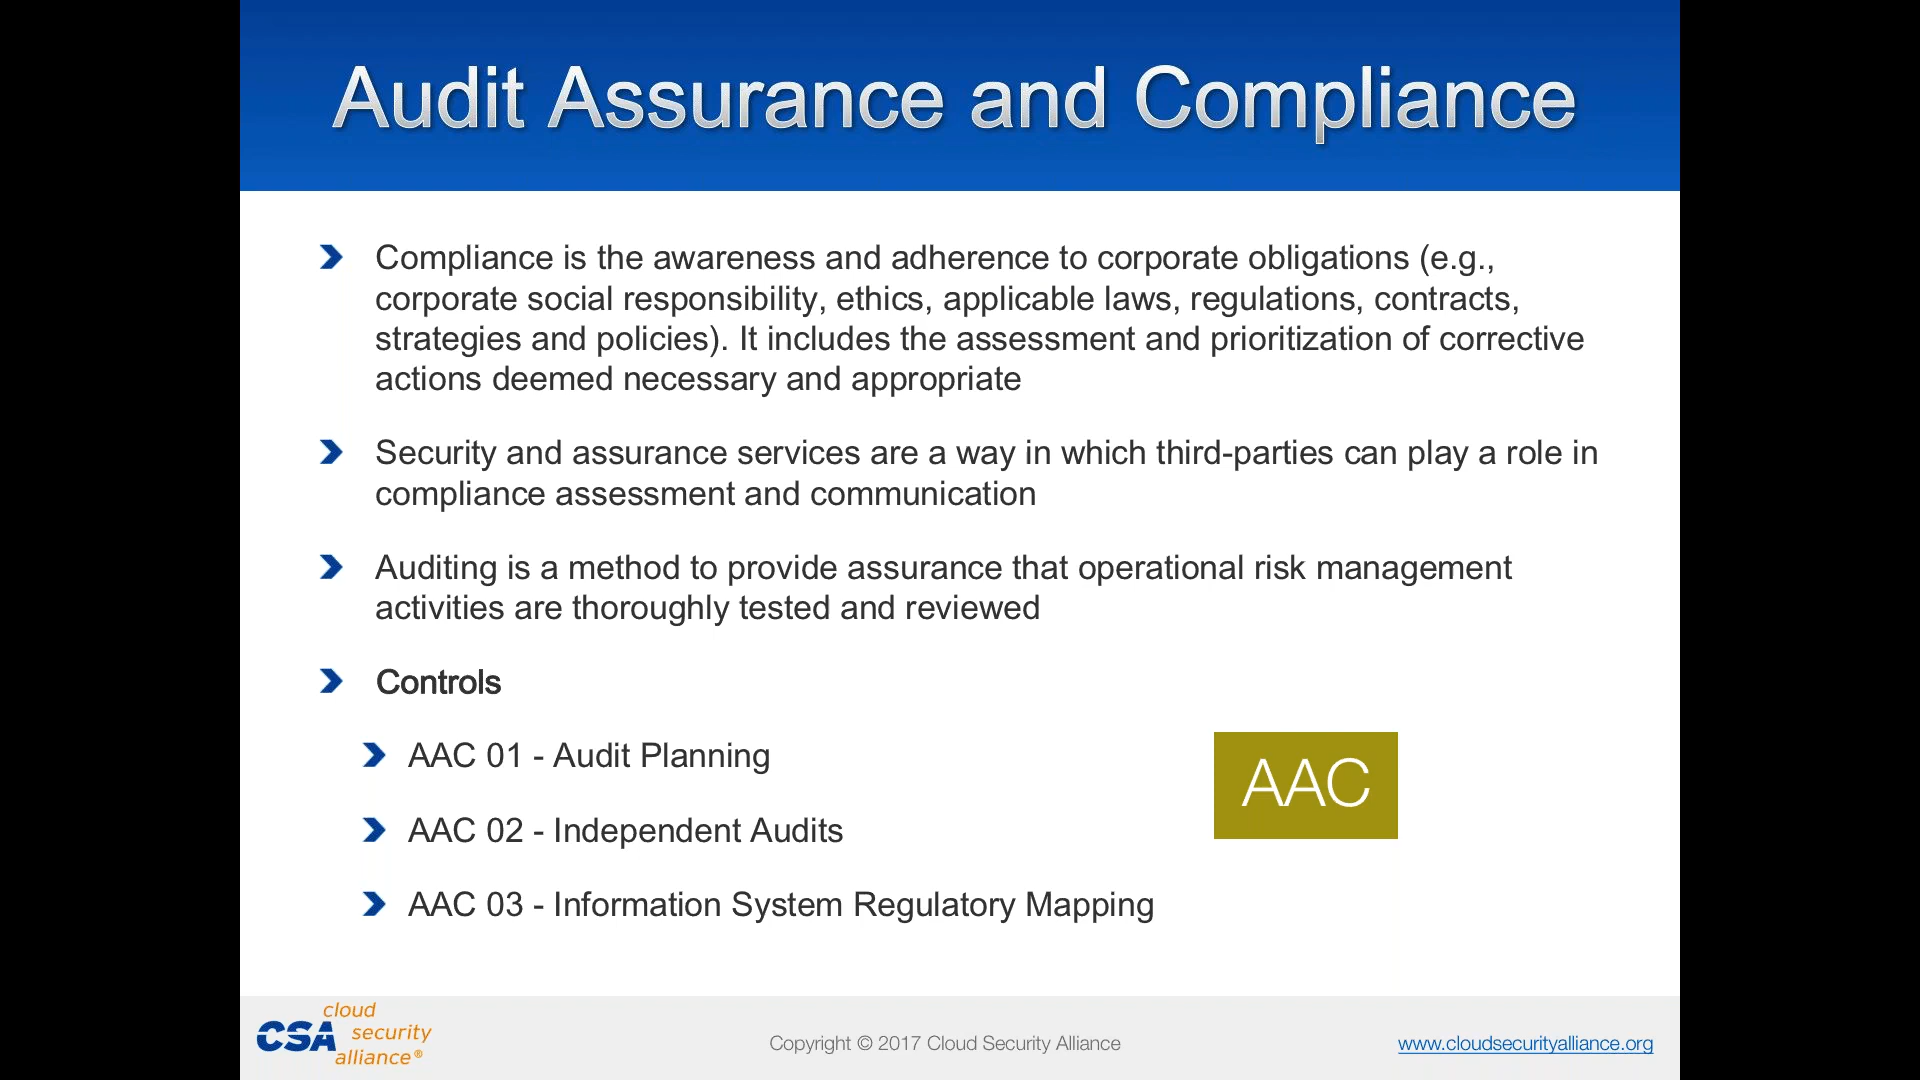 Audit Assurance and Compliance
Compliance is the awareness and adherence to corporate obligations (e.g.,
corporate social responsibility, ethics, applicable laws, regulations, contracts,
strategies and policies). It includes the assessment and prioritization of corrective
actions deemed necessary and appropriate
Security and assurance services are a way in which third-parties can play a role in
compliance assessment and communication
Auditing is a method to provide assurance that operational risk management
activities are thoroughly tested and reviewed
Controls
AAC 01 - Audit Planning
AAC 02 - Independent Audits
AAC 03 - Information System Regulatory Mapping
AAC
CSA cloud
security
alliance®
Copyright © 2017 Cloud Security Alliance
www.cloudsecurityalliance.org